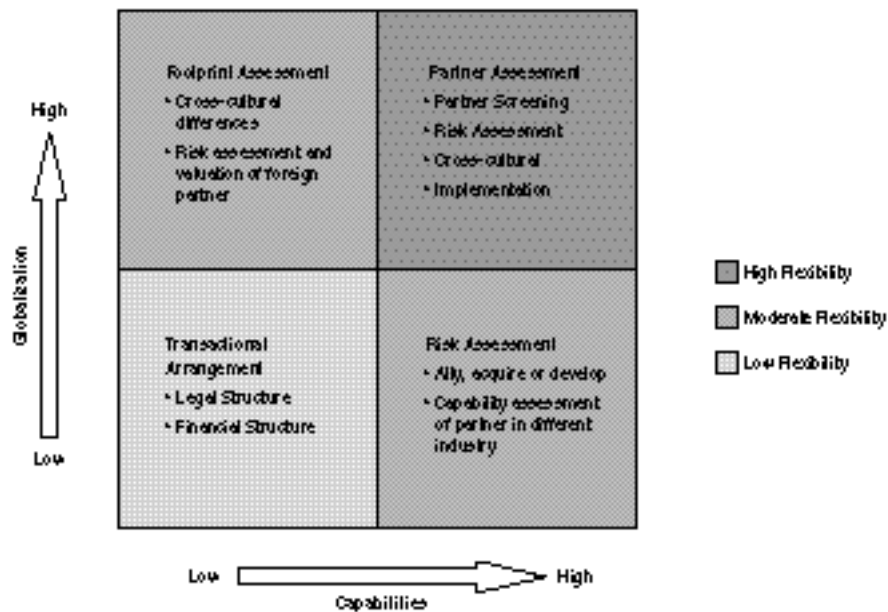 Footprint Assessment
• Cross-cultural
differences
• Risk assessment and
valuation of foreign
partner
Partner Assessment
• Partner Screening
• Risk Assessment
• Cross-cultural
• Implementation
High
Globalization
Low
Transactional
Arrangement
• Legal Structure
• Financial Structure
Risk Assessment
• Ally, acquire or develop
• Capability assessment
of partner in different
industry
High Flexibility
Moderate Flexibility
Low Flexibility
Low
High
Capabilities